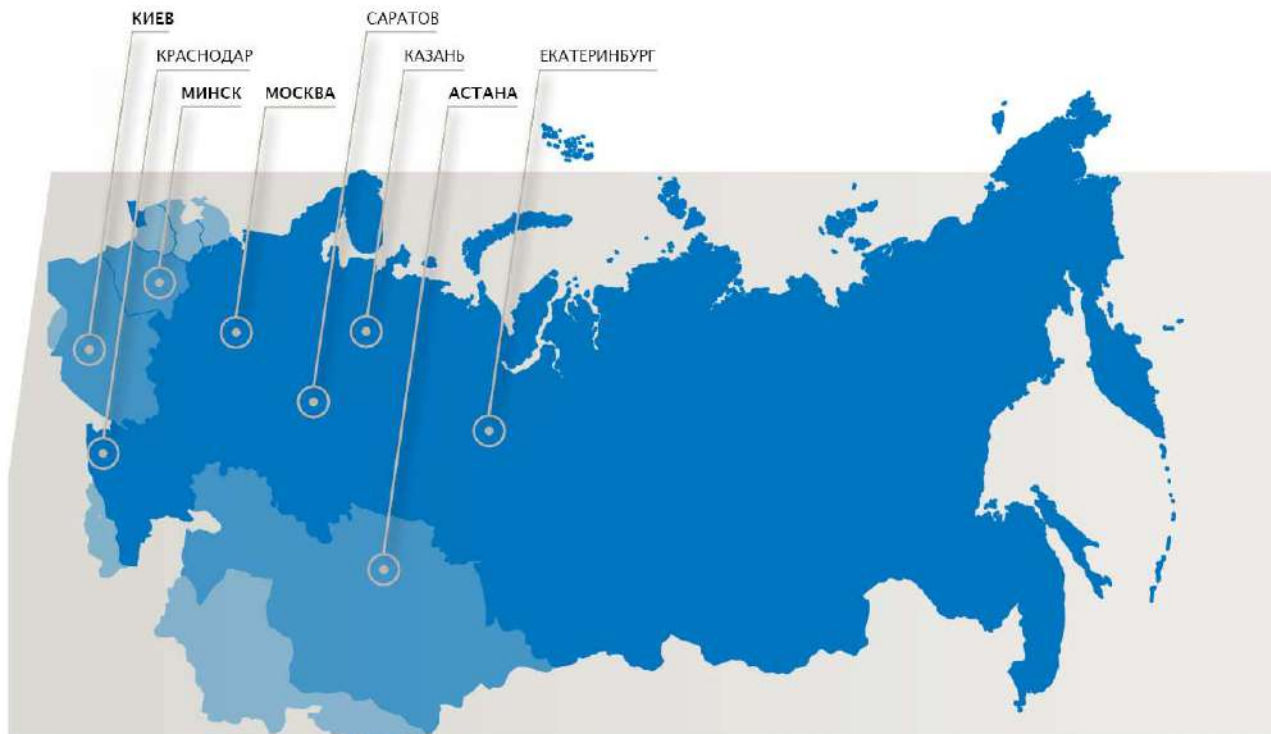 КИЕВ
САРАТОВ
КРАСНОДАР
КАЗАНЬ
ЕКАТЕРИНБУРГ
МИНСК
МОСКВА
АСТАНА